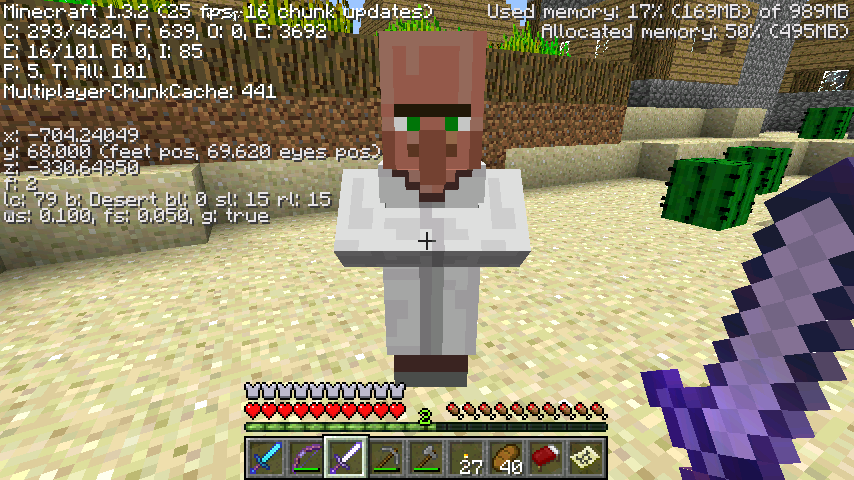 Minecraft 1.3.2 (25 fps, 16 chunk updates)
C: 293/4624, F: 639, O: 0, E: 3692
E: 16/101, B: 0, I: 85
P: 5, T: All: 101
MultiplayerChunkCache: 441
x: -704.24049
y: 68.000 (feet pos, 69.620 eyes pos)
z: -330.64950
f: 2
lc: 79 b: Desert bl: 0 sl: 15 rl: 15
ws: 0.100, fs: 0.050, g: true
Used memory: 17% (169MB) of 989MB
Allocated memory: 50% (495MB)
8
27
40